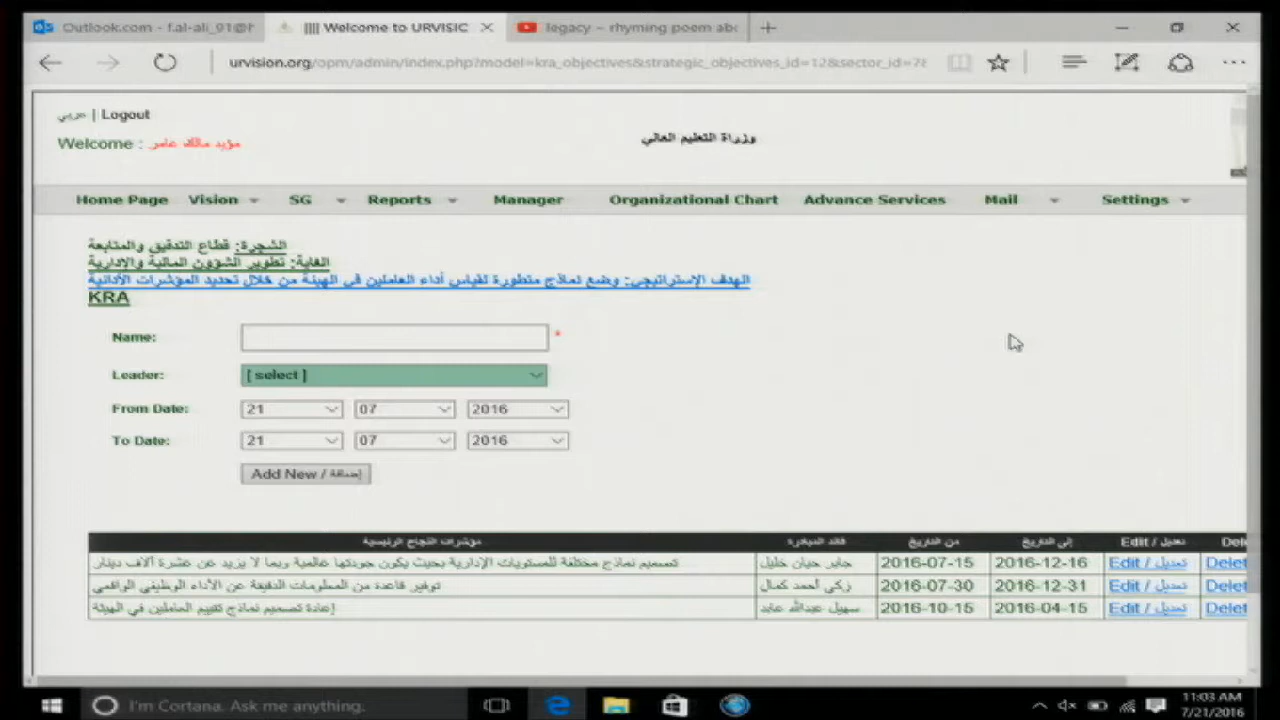 Outlook.com - f.al-ali_91@h
Welcome to URVISIC
legacy - rhyming poem abo
urvision.org/opm/admin/index.php?model=kra_objectives&strategic_objectives_id=12&sector_id=78
عربي | Logout
Welcome : مؤيد مالك عامر
وزراة التعليم العالي
Home Page Vision SG Reports Manager Organizational Chart Advance Services Mail Settings
الشجرة: قطاع التدقيق والمتابعة
الغاية: تطوير الشؤون المالية والإدارية
الهدف الإستراتيجي: وضع نماذج متطورة لقياس أداء العاملين في الهيئة من خلال تحديد المؤشرات الأدائية
KRA
Name: *
Leader: [ select ]
From Date: 21 07 2016
To Date: 21 07 2016
Add New / إضافة
مؤشرات النجاح الرئيسية قائد المبادرة من التاريخ إلى التاريخ Edit / تعديل Dele
تصميم نماذج مختلفة للمستويات الإدارية بحيث يكون جودتها عالمية وبما لا يزيد عن عشرة آلاف دينار جابر حيان خليل 2016-07-15 2016-12-16 Edit / تعديل Delet
توفير قاعدة من المعلومات الدقيقة عن الأداء الوظيفي الواقعي زكي أحمد كمال 2016-07-30 2016-12-31 Edit / تعديل Delet
إعادة تصميم نماذج تقييم العاملين في الهيئة سهيل عبدالله عابد 2016-10-15 2016-04-15 Edit / تعديل Delet
I'm Cortana. Ask me anything.
11:03 AM
7/21/2016